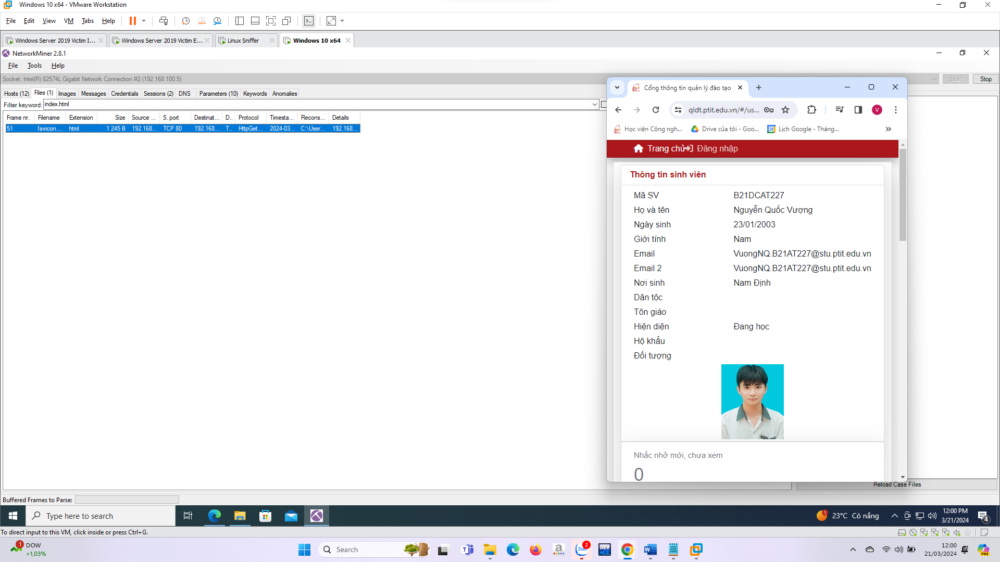 Windows 10 x64 - VMware Workstation
File Edit View VM Tabs Help
Windows Server 2019 Victim I... Windows Server 2019 Victim E... Linux Sniffer Windows 10 x64
NetworkMiner 2.8.1
File Tools Help
Socket: Intel(R) 82574L Gigabit Network Connection #2 (192.168.100.5)
Start Stop
Hosts (12) Files (1) Images Messages Credentials Sessions (2) DNS Parameters (10) Keywords Anomalies
Filter keyword: index.html
Frame nr. Filename Extension Size Source ... S. port Destinat... D.. Protocol Timesta... Recons... Details
51 favicon.... html 1 245 B 192.168... TCP 80 192.168... T... HttpGet... 2024-03... C:\User... 192.168...
Cổng thông tin quản lý đào tạo
qldt.ptit.edu.vn/#/us...
V
Học viện Công ngh... Drive của tôi - Goo... 28 Lịch Google - Tháng...
Trang chủ Đăng nhập
Thông tin sinh viên
Mã SV B21DCAT227
Họ và tên Nguyễn Quốc Vượng
Ngày sinh 23/01/2003
Giới tính Nam
Email VuongNQ.B21AT227@stu.ptit.edu.vn
Email 2 VuongNQ.B21AT227@stu.ptit.edu.vn
Nơi sinh Nam Định
Dân tộc
Tôn giáo
Hiện diện Đang học
Hộ khẩu
Đối tượng
Nhắc nhở mới, chưa xem
0
Reload Case Files
Buffered Frames to Parse:
Type here to search
1 23°C Có nắng
12:00 PM
3/21/2024
4
To direct input to this VM, click inside or press Ctrl+G.
1 DOW
+1,03%
Search
a
Zalo 2
DEV
W
12:00
21/03/2024
PRE